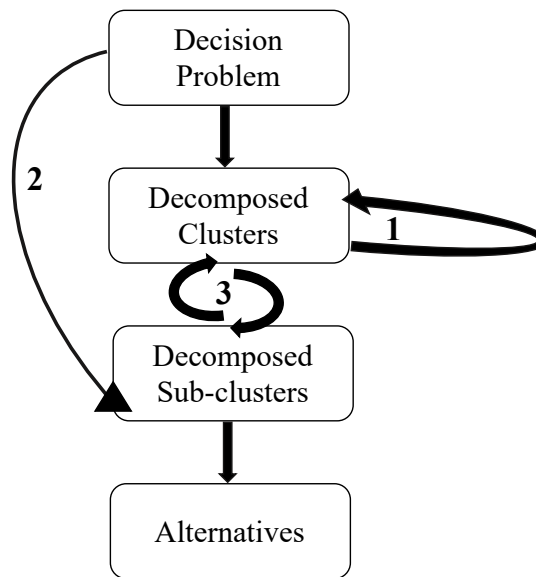 Decision
Problem
2
Decomposed
Clusters
1
3
Decomposed
Sub-clusters
Alternatives